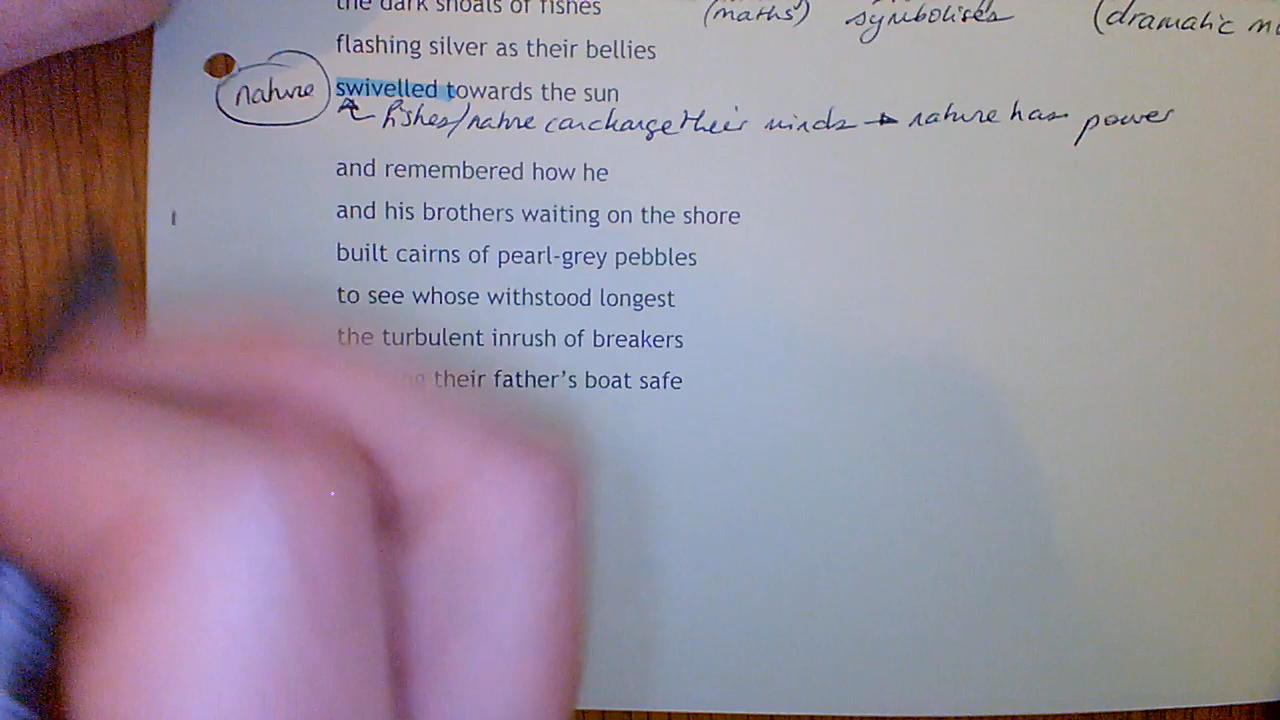 the dark shoals of fishes
(maths) symbolises (dramatic
flashing silver as their bellies
nature swivelled towards the sun
fishes/nature can change their minds → nature has power
and remembered how he
and his brothers waiting on the shore
built cairns of pearl-grey pebbles
to see whose withstood longest
the turbulent inrush of breakers
their father's boat safe